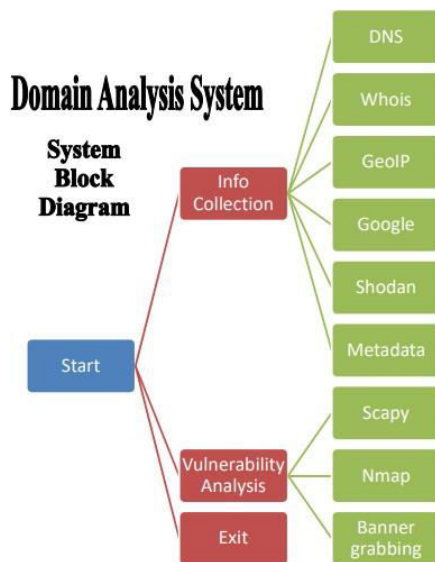 Domain Analysis System
System
Block
Diagram
Start
Info
Collection
Vulnerability
Analysis
Exit
DNS
Whois
GeoIP
Google
Shodan
Metadata
Scapy
Nmap
Banner
grabbing